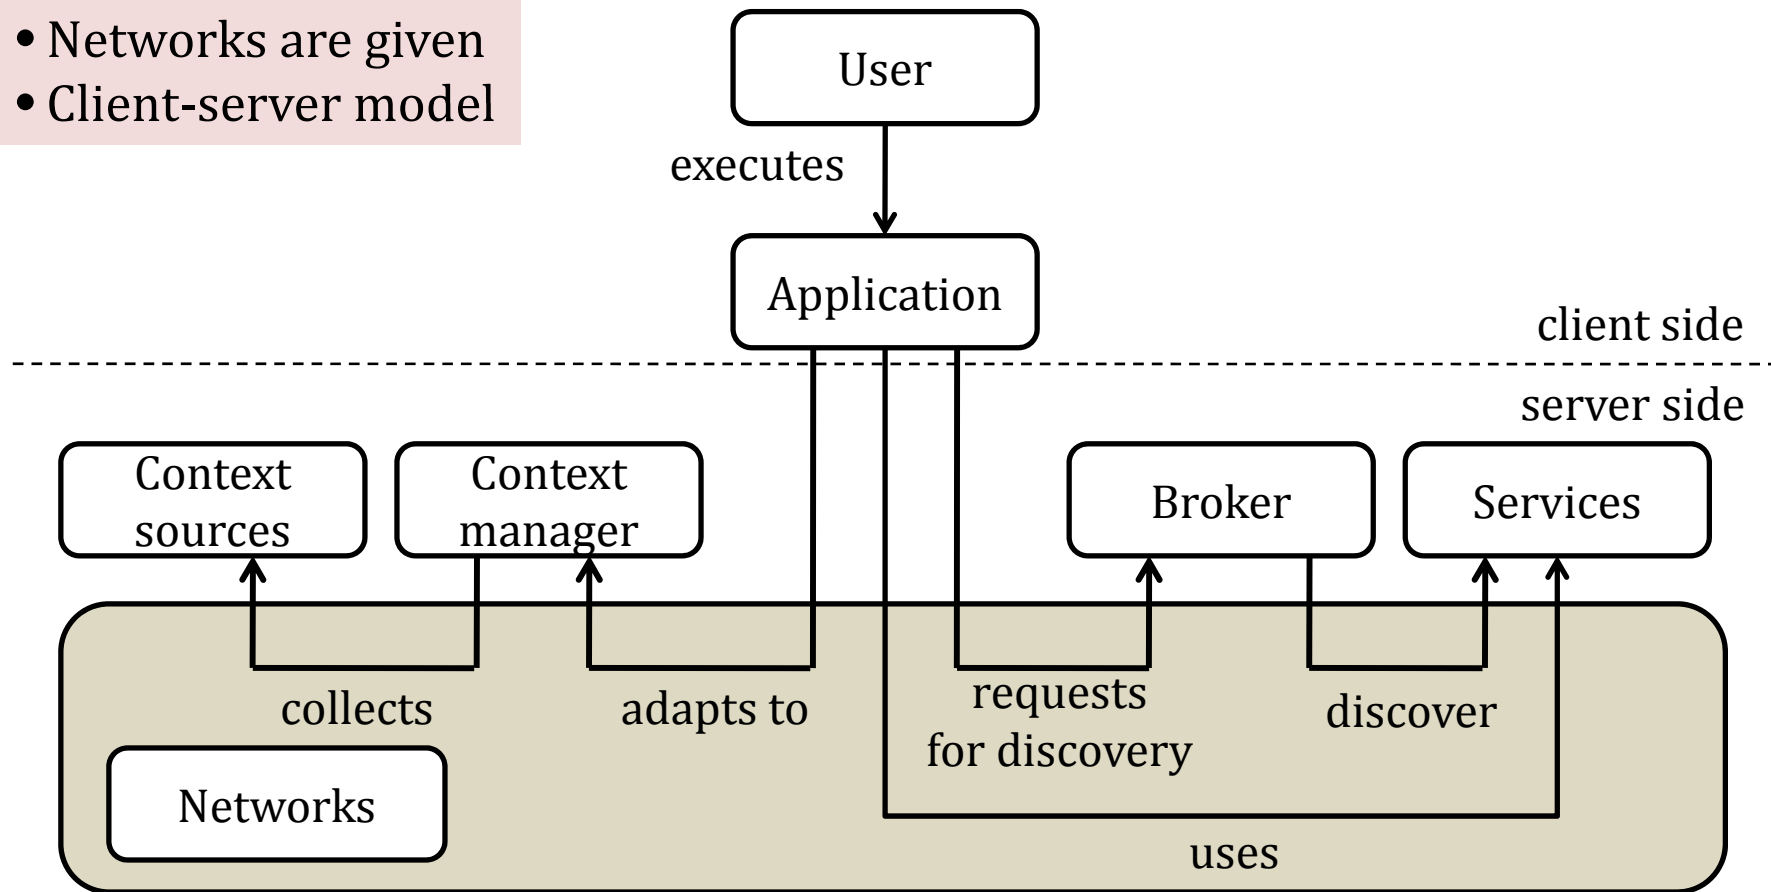 • Networks are given
• Client-server model
User
executes
Application
client side
server side
Context
sources
Context
manager
Broker
Services
collects
adapts to
requests
for discovery
discover
Networks
uses